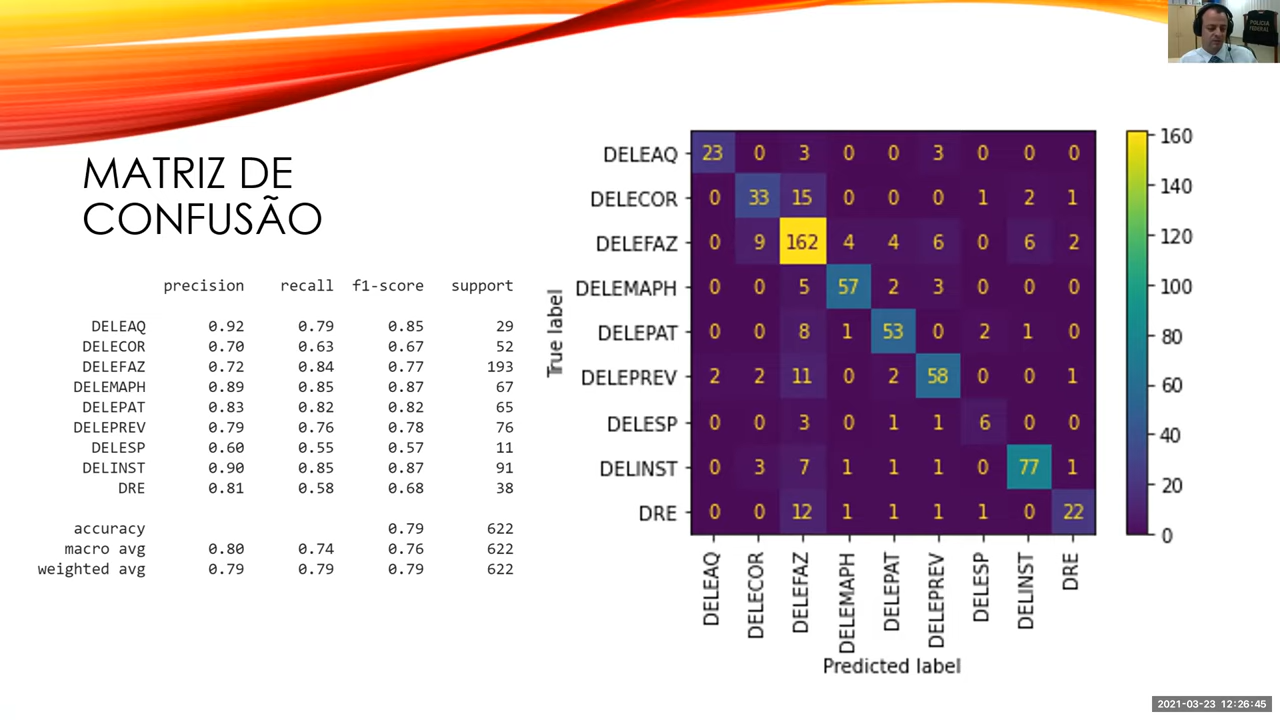 MATRIZ DE
CONFUSÃO
precision recall f1-score support
DELEAQ 0.92 0.79 0.85 29
DELECOR 0.70 0.63 0.67 52
DELEFAZ 0.72 0.84 0.77 193
DELEMAPH 0.89 0.85 0.87 67
DELEPAT 0.83 0.82 0.82 65
DELEPREV 0.79 0.76 0.78 76
DELESP 0.60 0.55 0.57 11
DELINST 0.90 0.85 0.87 91
DRE 0.81 0.58 0.68 38
accuracy 0.79 622
macro avg 0.80 0.74 0.76 622
weighted avg 0.79 0.79 0.79 622
True label
DELEAQ 23 0 3 0 0 3 0 0 0
DELECOR 0 33 15 0 0 0 1 2 1
DELEFAZ 0 9 162 4 4 6 0 6 2
DELEMAPH 0 0 5 57 2 3 0 0 0
DELEPAT 0 0 8 1 53 0 2 1 0
DELEPREV 2 2 11 0 2 58 0 0 1
DELESP 0 0 3 0 1 1 6 0 0
DELINST 0 3 7 1 1 1 0 77 1
DRE 0 0 12 1 1 1 1 0 22
DELEAQ DELECOR DELEFAZ DELEMAPH DELEPAT DELEPREV DELESP DELINST DRE
Predicted label
160
140
120
100
80
60
40
20
0
POLICIA
FEDERAL
2021-03-23 12:26:45